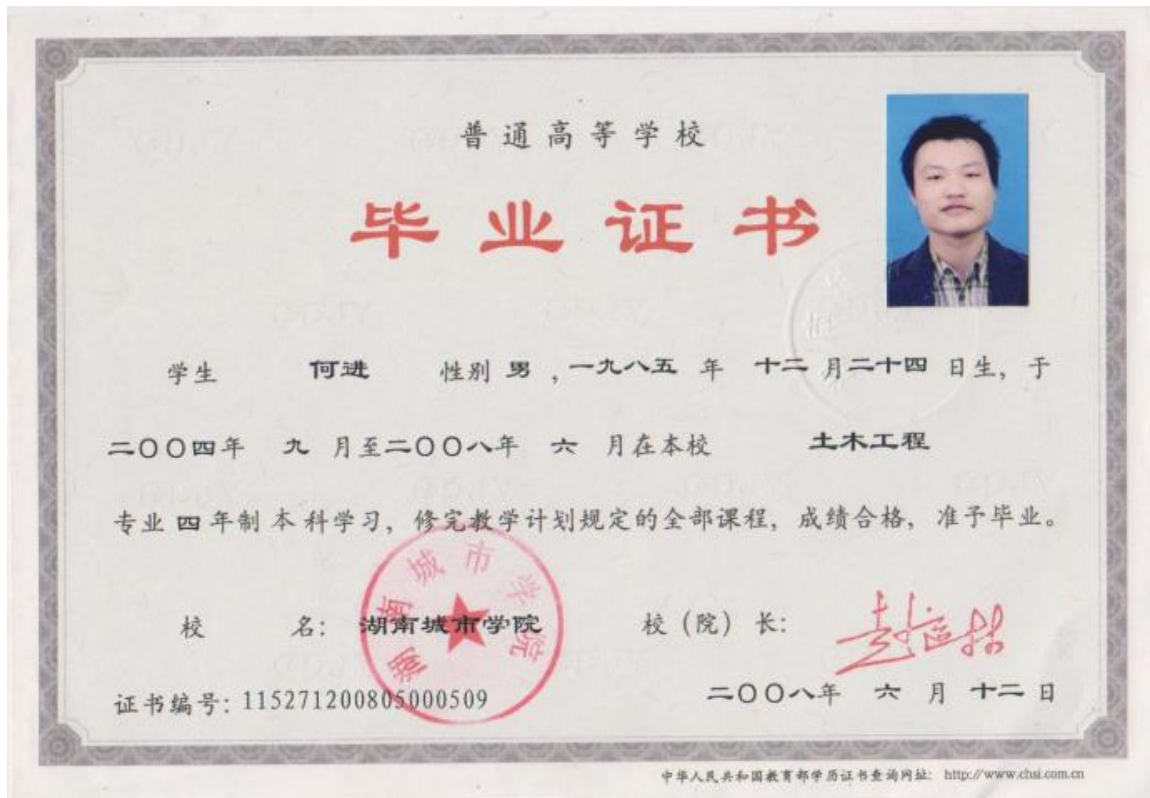 普通高等学校
毕业证书
学生 何进 性别 男 ,一九八五 年 十二 月二十四 日生, 于
二〇〇四年 九 月至二〇〇八年 六 月在本校 土木工程
专业 四 年制 本科学习, 修完教学计划规定的全部课程, 成绩合格, 准予毕业。
湖南城市学院
校 名: 湖南城市学院 校 (院) 长:
证书编号: 115271200805000509 二〇〇八年 六 月 十二 日
中华人民共和国教育部学历证书查询网址: http://www.chsi.com.cn